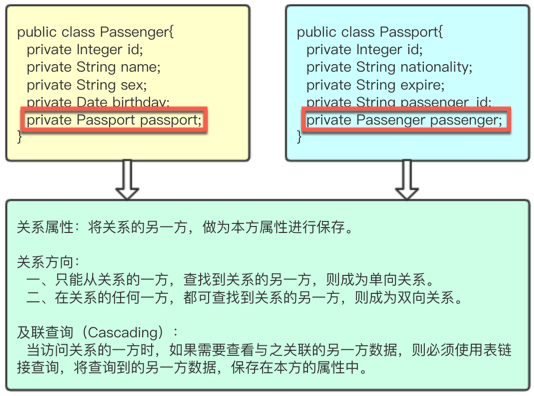 public class Passenger{
private Integer id;
private String name;
private String sex;
private Date birthday;
private Passport passport;
}
public class Passport{
private Integer id;
private String nationality;
private String expire;
private String passenger_id;
private Passenger passenger;
}
关系属性：将关系的另一方，做为本方属性进行保存。
关系方向：
一、只能从关系的一方，查找到关系的另一方，则成为单向关系。
二、在关系的任何一方，都可查找到关系的另一方，则成为双向关系。
及联查询（Cascading）：
当访问关系的一方时，如果需要查看与之关联的另一方数据，则必须使用表链
接查询，将查询到的另一方数据，保存在本方的属性中。